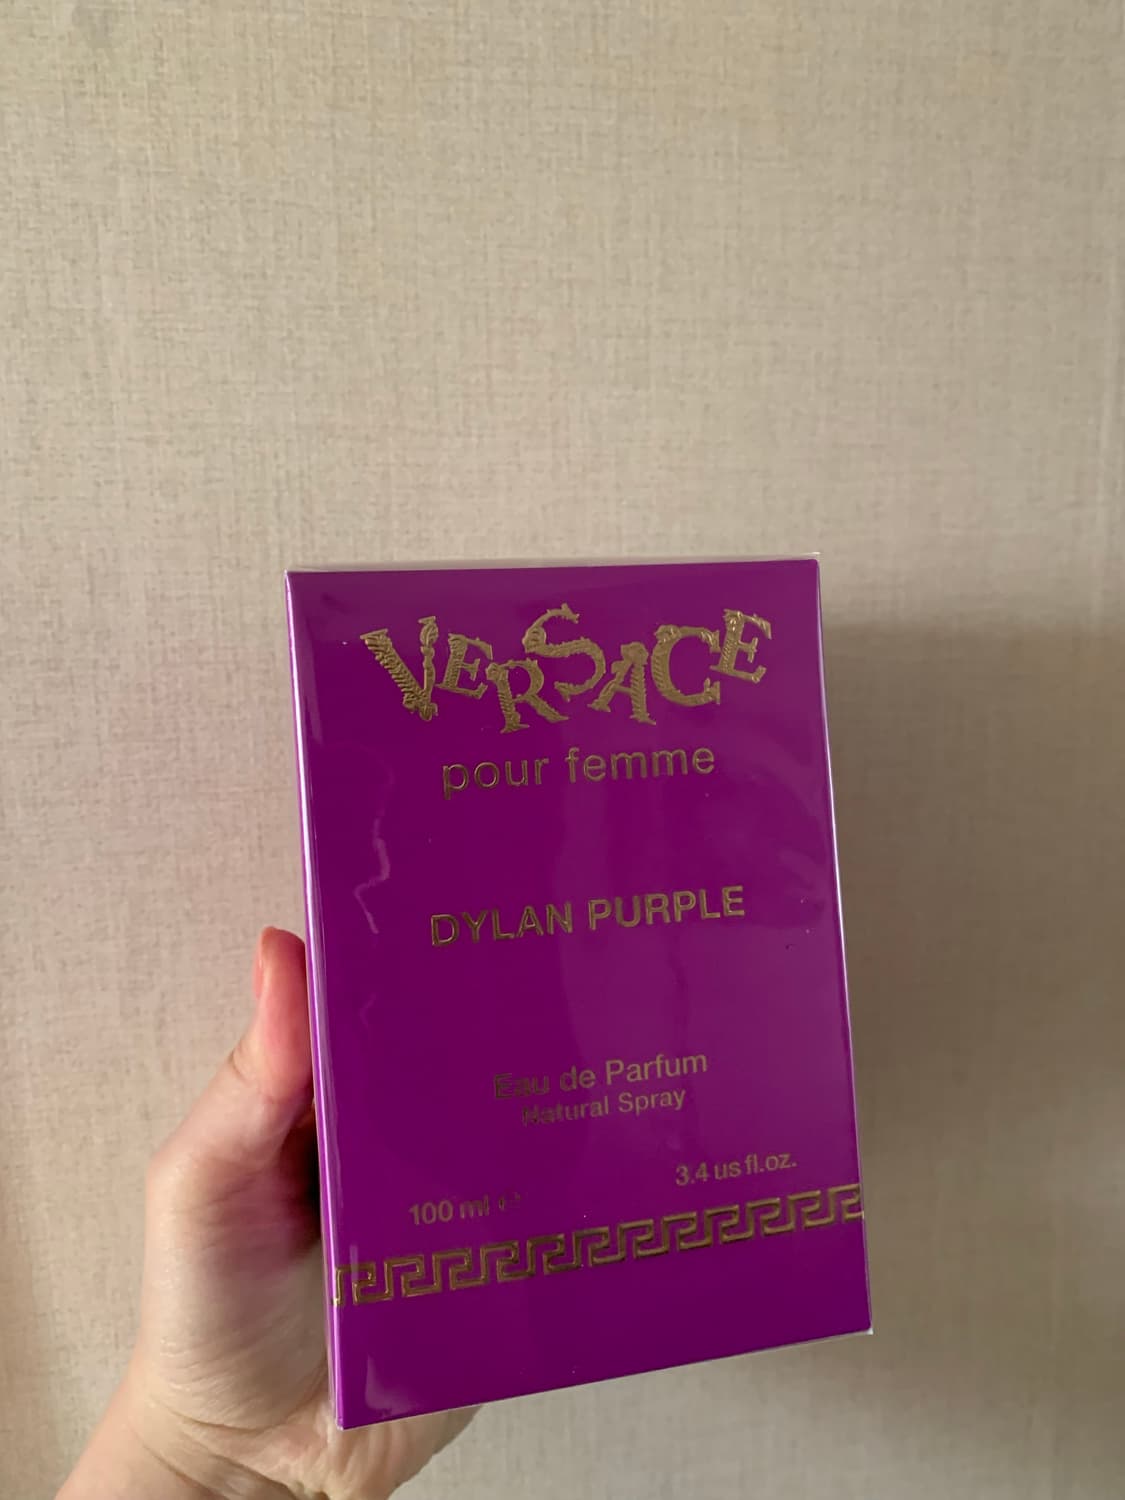 VERSACE
pour femme
DYLAN PURPLE
Eau de Parfum
Natural Spray
3.4 us fl.oz.
100 ml ℮